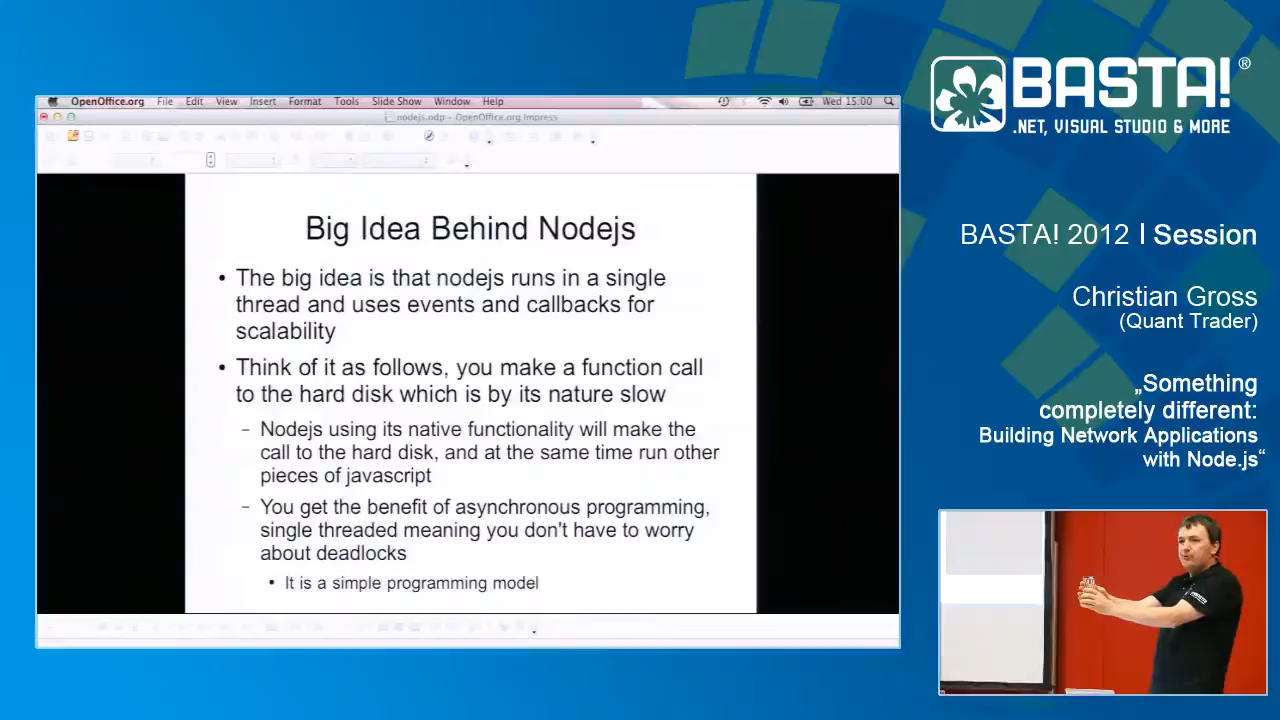 BASTA!®
.NET, VISUAL STUDIO & MORE
OpenOffice.org File Edit View Insert Format Tools Slide Show Window Help Wed 15:00
nodejs.odp - OpenOffice.org Impress
Big Idea Behind Nodejs
• The big idea is that nodejs runs in a single
thread and uses events and callbacks for
scalability
• Think of it as follows, you make a function call
to the hard disk which is by its nature slow
– Nodejs using its native functionality will make the
call to the hard disk, and at the same time run other
pieces of javascript
– You get the benefit of asynchronous programming,
single threaded meaning you don't have to worry
about deadlocks
• It is a simple programming model
BASTA! 2012 I Session
Christian Gross
(Quant Trader)
„Something
completely different:
Building Network Applications
with Node.js“